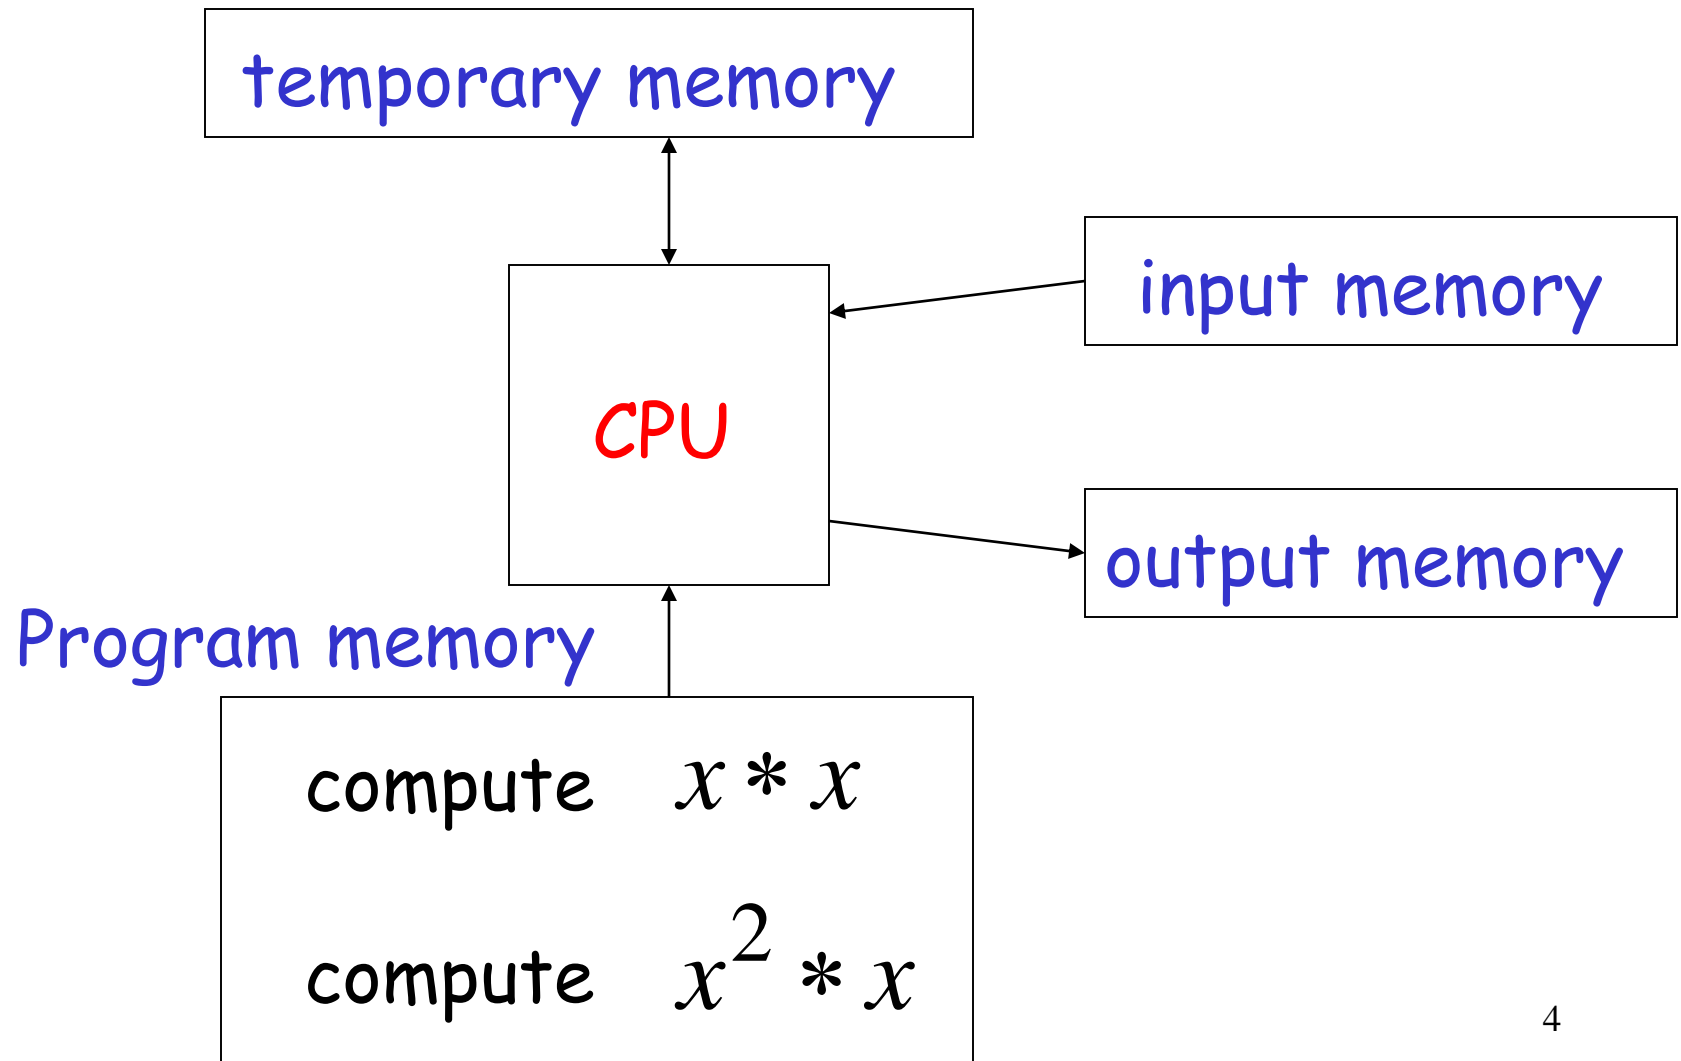 temporary memory
input memory
CPU
output memory
Program memory
compute x * x
compute x² * x
4